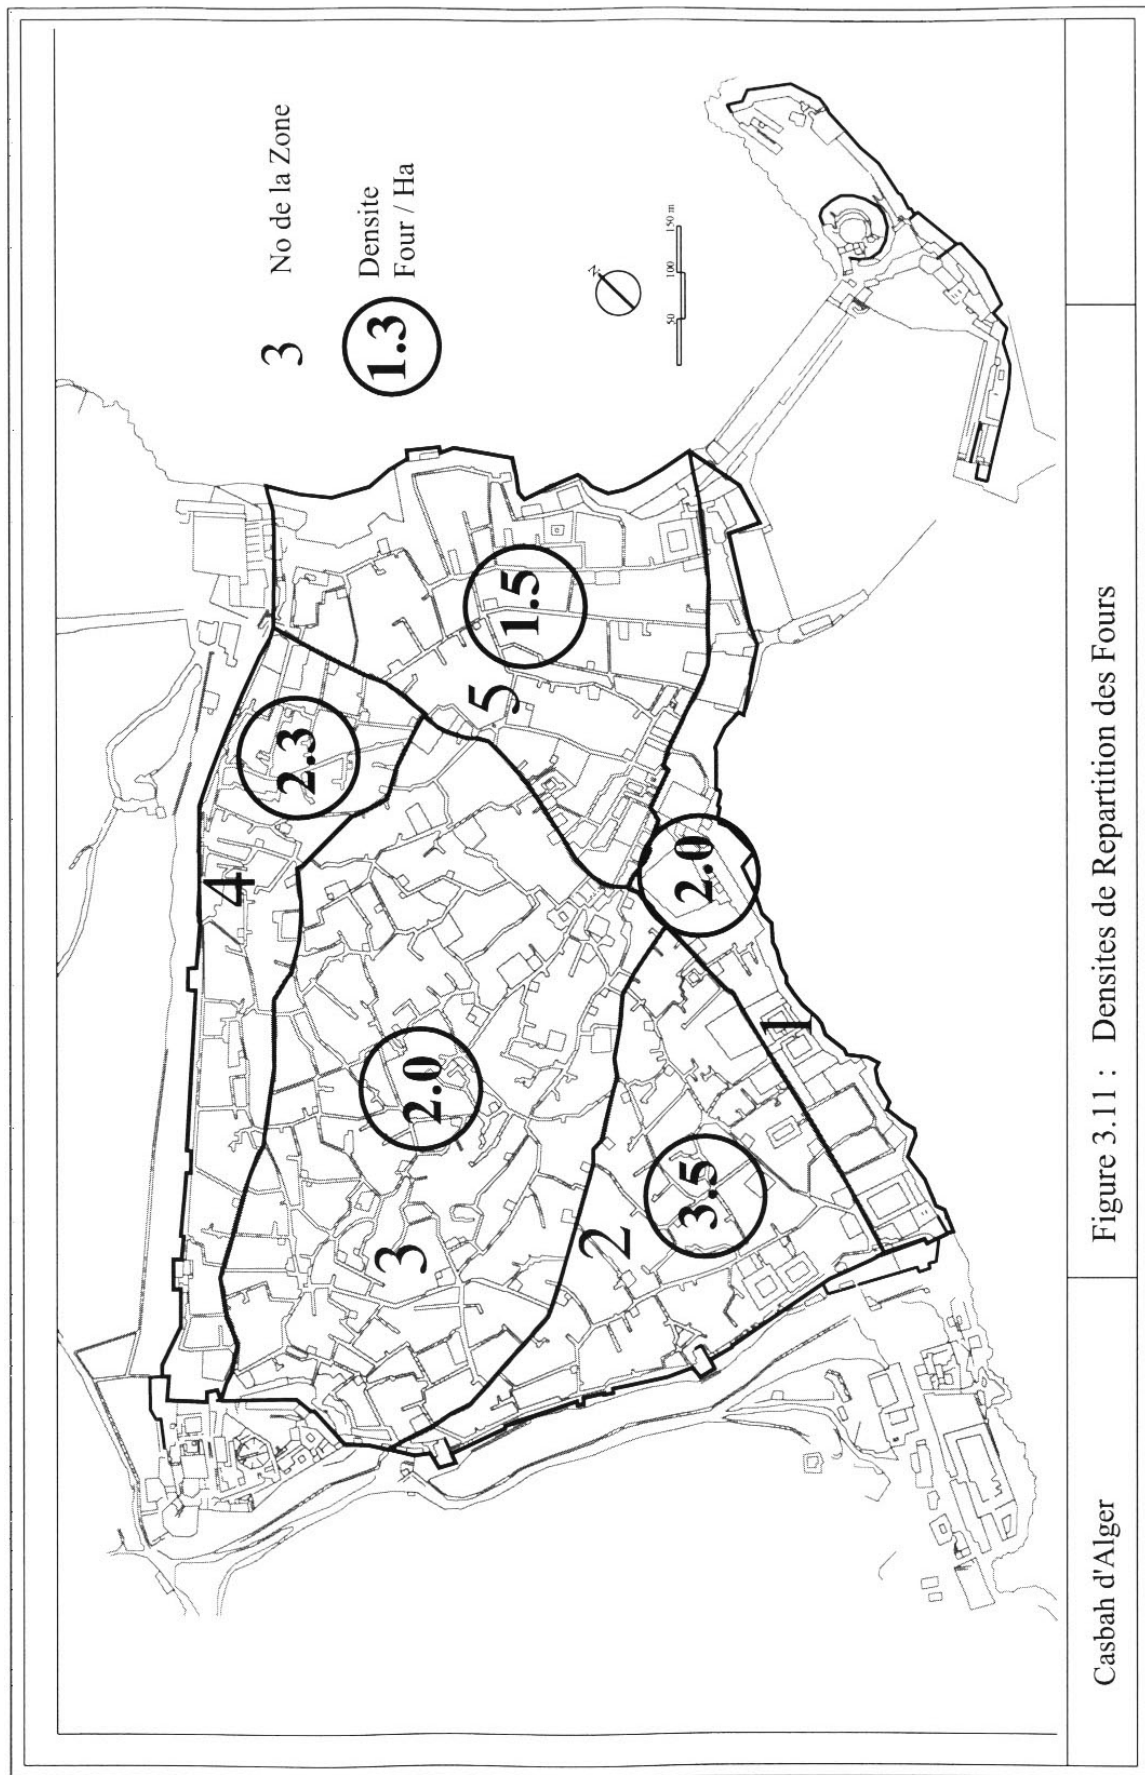 3
No de la Zone
1.3
Densite
Four / Ha
N
50
100
150 m
4
2.3
5
1.5
3
2.0
2
3.5
1
2.0
Casbah d'Alger
Figure 3.11 : Densites de Repartition des Fours